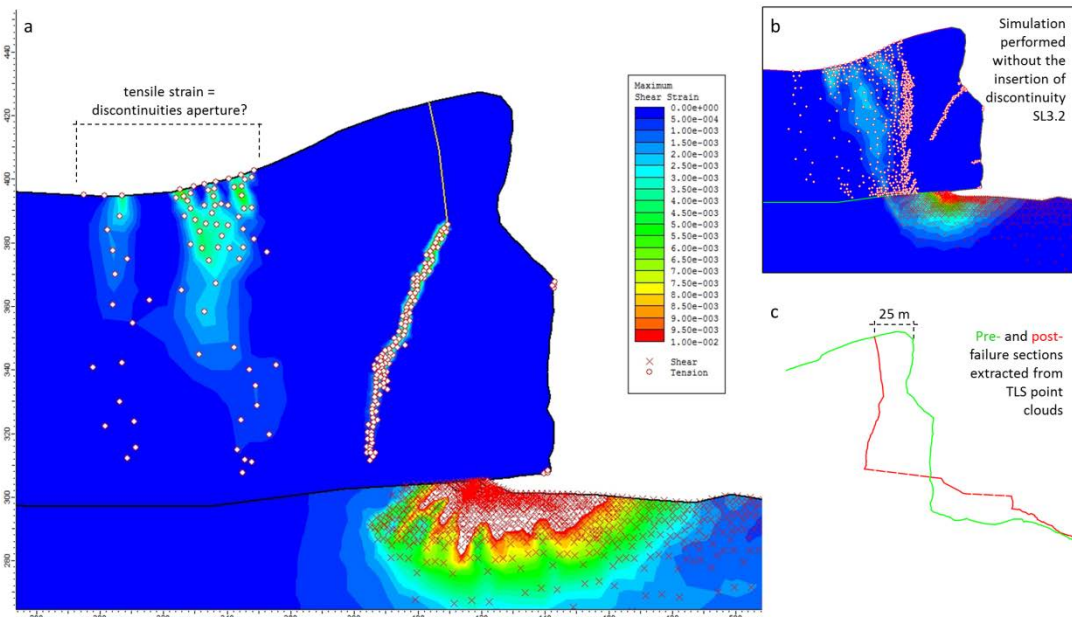 a
tensile strain =
discontinuities aperture?
440
420
400
380
360
340
320
300
280
Maximum
Shear Strain
0.00e+000
5.00e-004
1.00e-003
1.50e-003
2.00e-003
2.50e-003
3.00e-003
3.50e-003
4.00e-003
4.50e-003
5.00e-003
5.50e-003
6.00e-003
6.50e-003
7.00e-003
7.50e-003
8.00e-003
8.50e-003
9.00e-003
9.50e-003
1.00e-002
Shear
Tension
b
Simulation
performed
without the
insertion of
discontinuity
SL3.2
c
25 m
Pre- and post-
failure sections
extracted from
TLS point
clouds